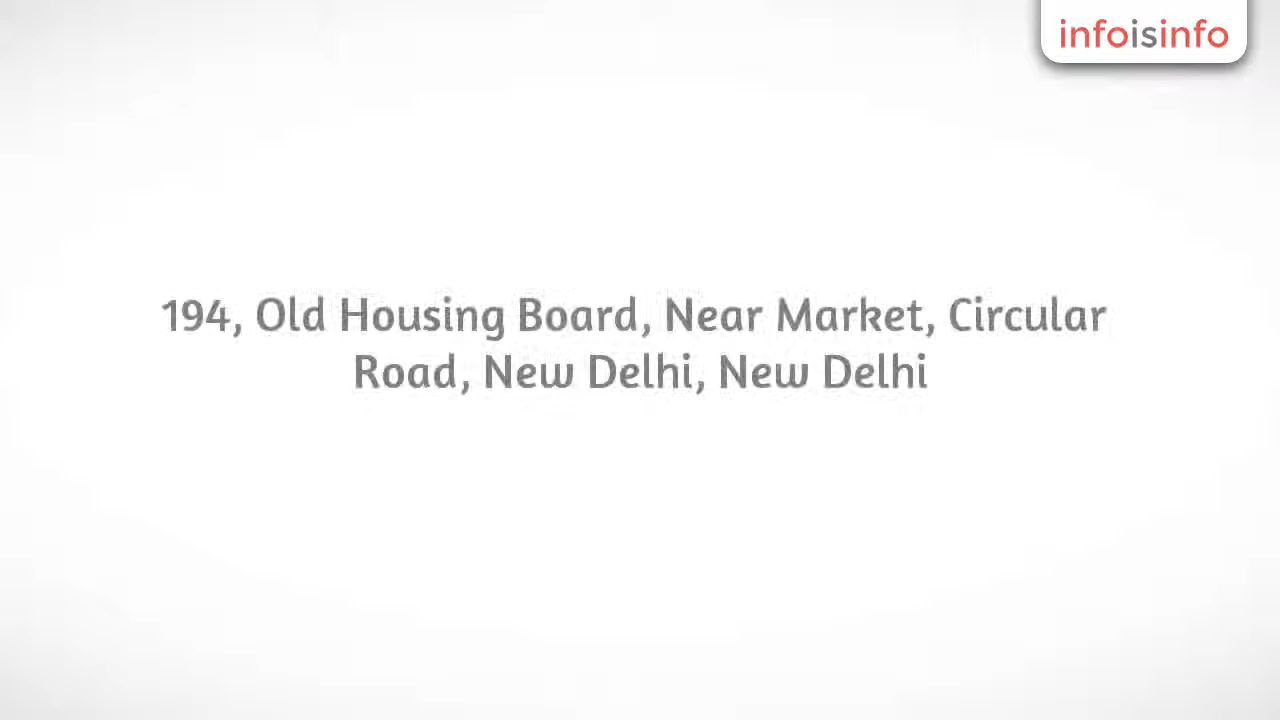 infoisinfo
194, Old Housing Board, Near Market, Circular
Road, New Delhi, New Delhi